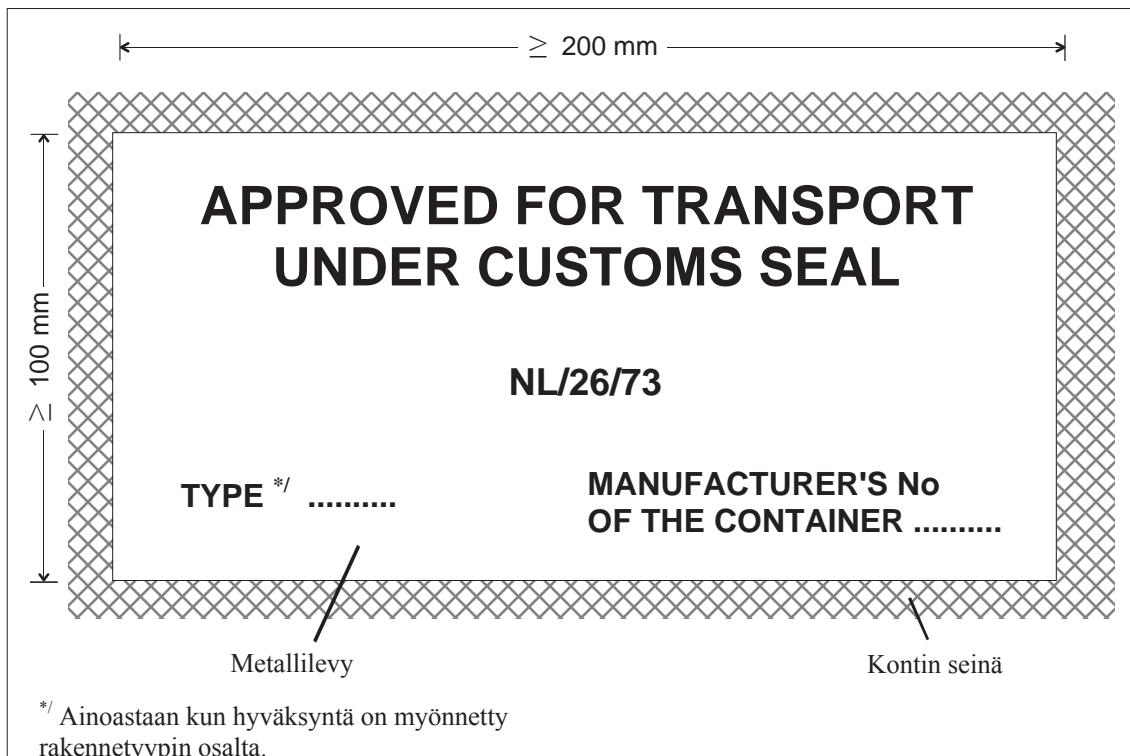 ≥ 200 mm
≥ 100 mm
APPROVED FOR TRANSPORT
UNDER CUSTOMS SEAL
NL/26/73
TYPE */ ..........
MANUFACTURER'S No
OF THE CONTAINER ..........
Metallilevy
Kontin seinä
*/ Ainoastaan kun hyväksyntä on myönnetty
rakennetyypin osalta.